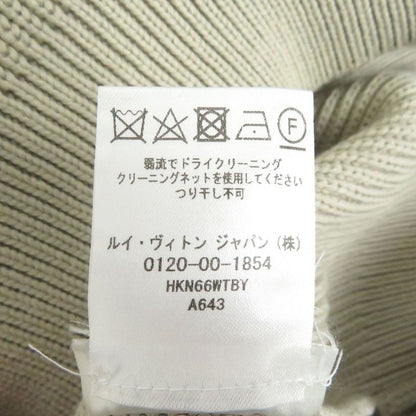 F
弱流でドライクリーニング
クリーニングネットを使用してください
つり干し不可
ルイ・ヴィトン ジャパン (株)
0120-00-1854
HKN66WTBY
A643